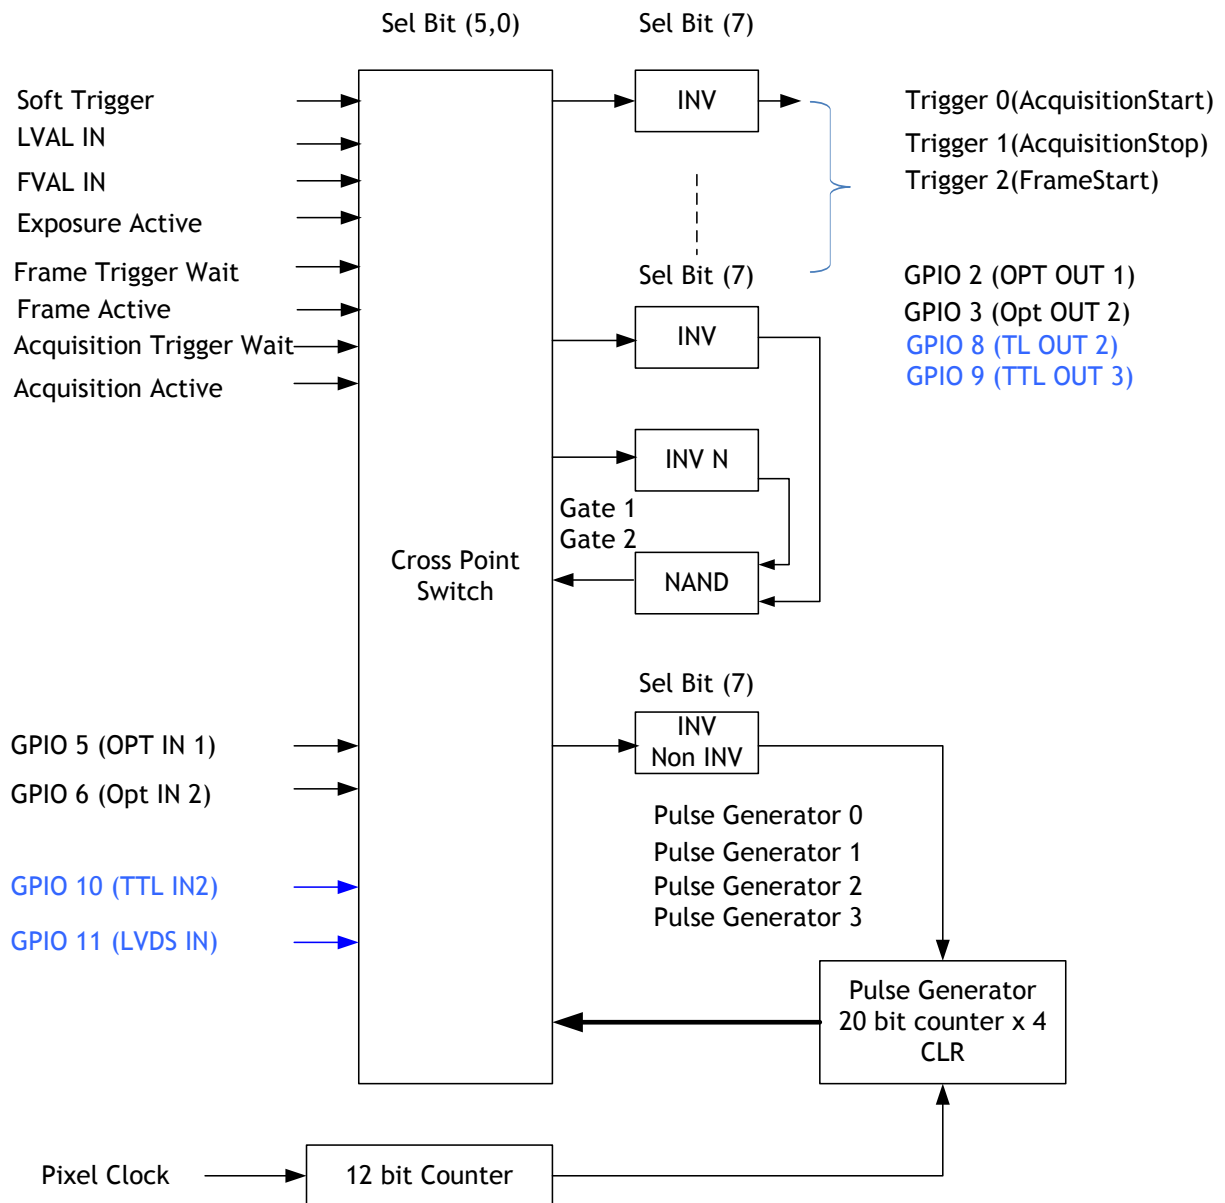 Sel Bit (5,0)
Sel Bit (7)
Soft Trigger
LVAL IN
FVAL IN
Exposure Active
Frame Trigger Wait
Frame Active
Acquisition Trigger Wait
Acquisition Active
GPIO 5 (OPT IN 1)
GPIO 6 (Opt IN 2)
GPIO 10 (TTL IN2)
GPIO 11 (LVDS IN)
Pixel Clock
12 bit Counter
Cross Point
Switch
INV
Sel Bit (7)
INV
INV N
Gate 1
Gate 2
NAND
Sel Bit (7)
INV
Non INV
Pulse Generator 0
Pulse Generator 1
Pulse Generator 2
Pulse Generator 3
Pulse Generator
20 bit counter x 4
CLR
Trigger 0(AcquisitionStart)
Trigger 1(AcquisitionStop)
Trigger 2(FrameStart)
GPIO 2 (OPT OUT 1)
GPIO 3 (Opt OUT 2)
GPIO 8 (TL OUT 2)
GPIO 9 (TTL OUT 3)